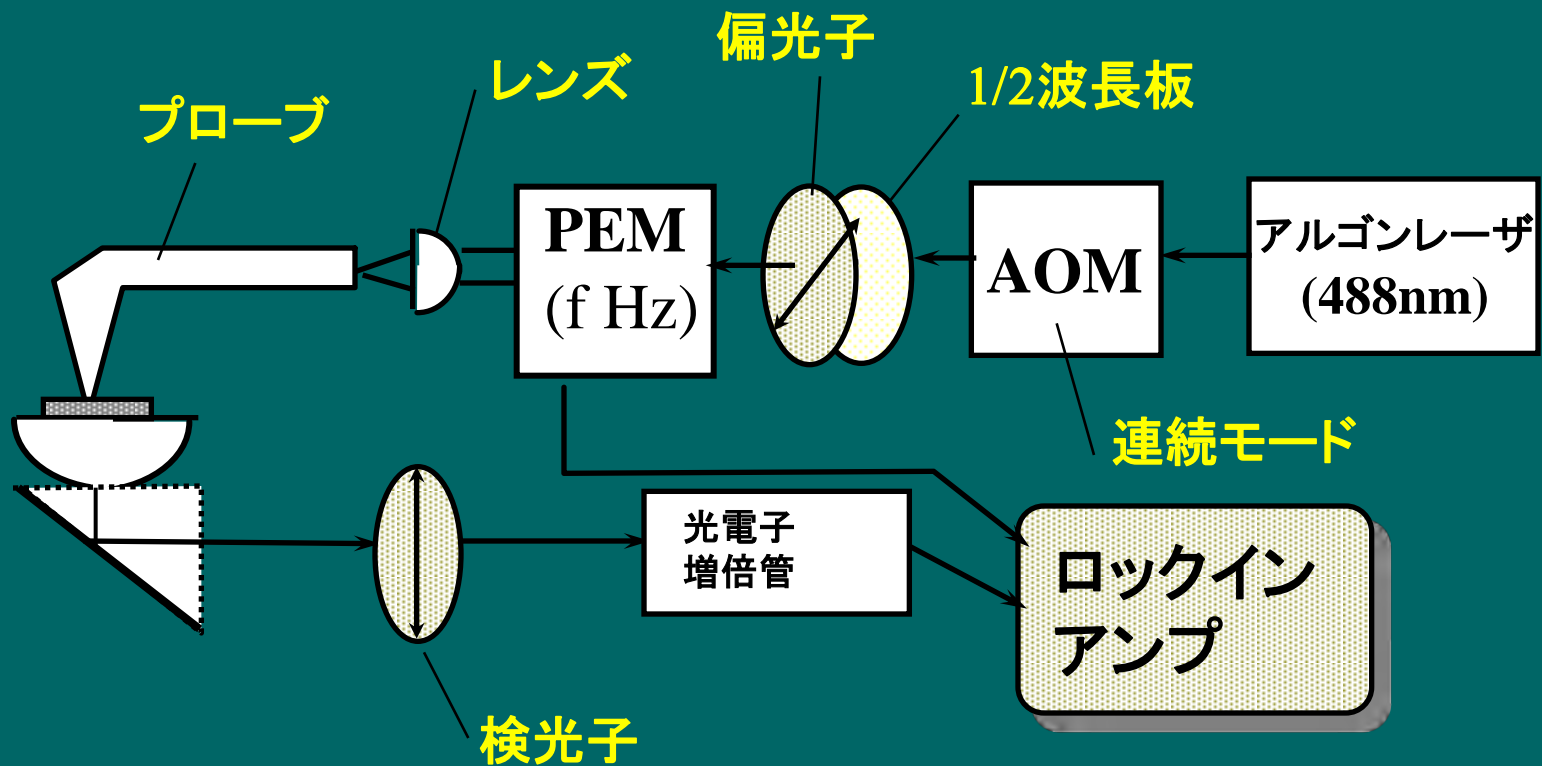 偏光子
レンズ
1/2波長板
プローブ
PEM
(f Hz)
AOM
アルゴンレーザ
(488nm)
連続モード
光電子
増倍管
ロックイン
アンプ
検光子